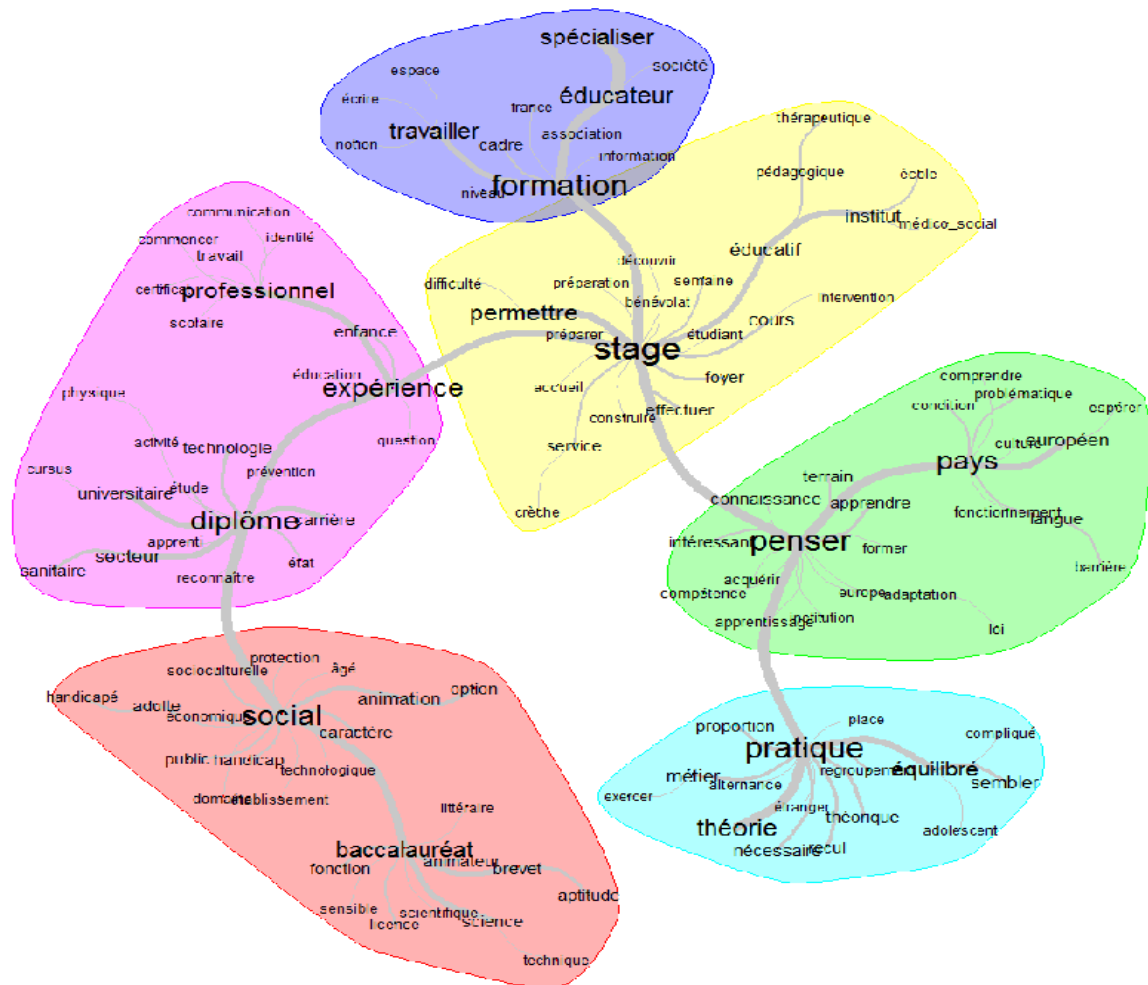 spécialiser
espace
société
écrire
éducateur
france
travailler
association
notion
cadre
information
niveau
formation
thérapeutique
pédagogique
institut
médico_social
éducatif
découvrir
difficulté
préparation
semaine
bénévolat
intervention
permettre
préparer
étudiant
cours
stage
accueil
foyer
construire
effectuer
service
communication
commencer
identité
travail
certificat
professionnel
scolaire
enfance
éducation
expérience
physique
question
activité
technologie
cursus
prévention
universitaire
étude
diplôme
carrière
apprenti
secteur
sanitaire
reconnaître
comprendre
condition
problématique
espérer
culture
européen
pays
terrain
connaissance
apprendre
fonctionnement
langue
penser
intéressant
former
barrière
acquérir
compétence
europe
adaptation
apprentissage
loi
protection
socioculturelle
âgé
handicapé
adulte
animation
option
économique
social
caractère
public
handicap
technologique
domaine
établissement
littéraire
baccalauréat
fonction
animateur
brevet
aptitude
sensible
scientifique
licence
science
technique
place
proportion
compliqué
pratique
métier
équilibré
alternance
sembler
exercer
étranger
théorique
théorie
adolescent
nécessaire
recul